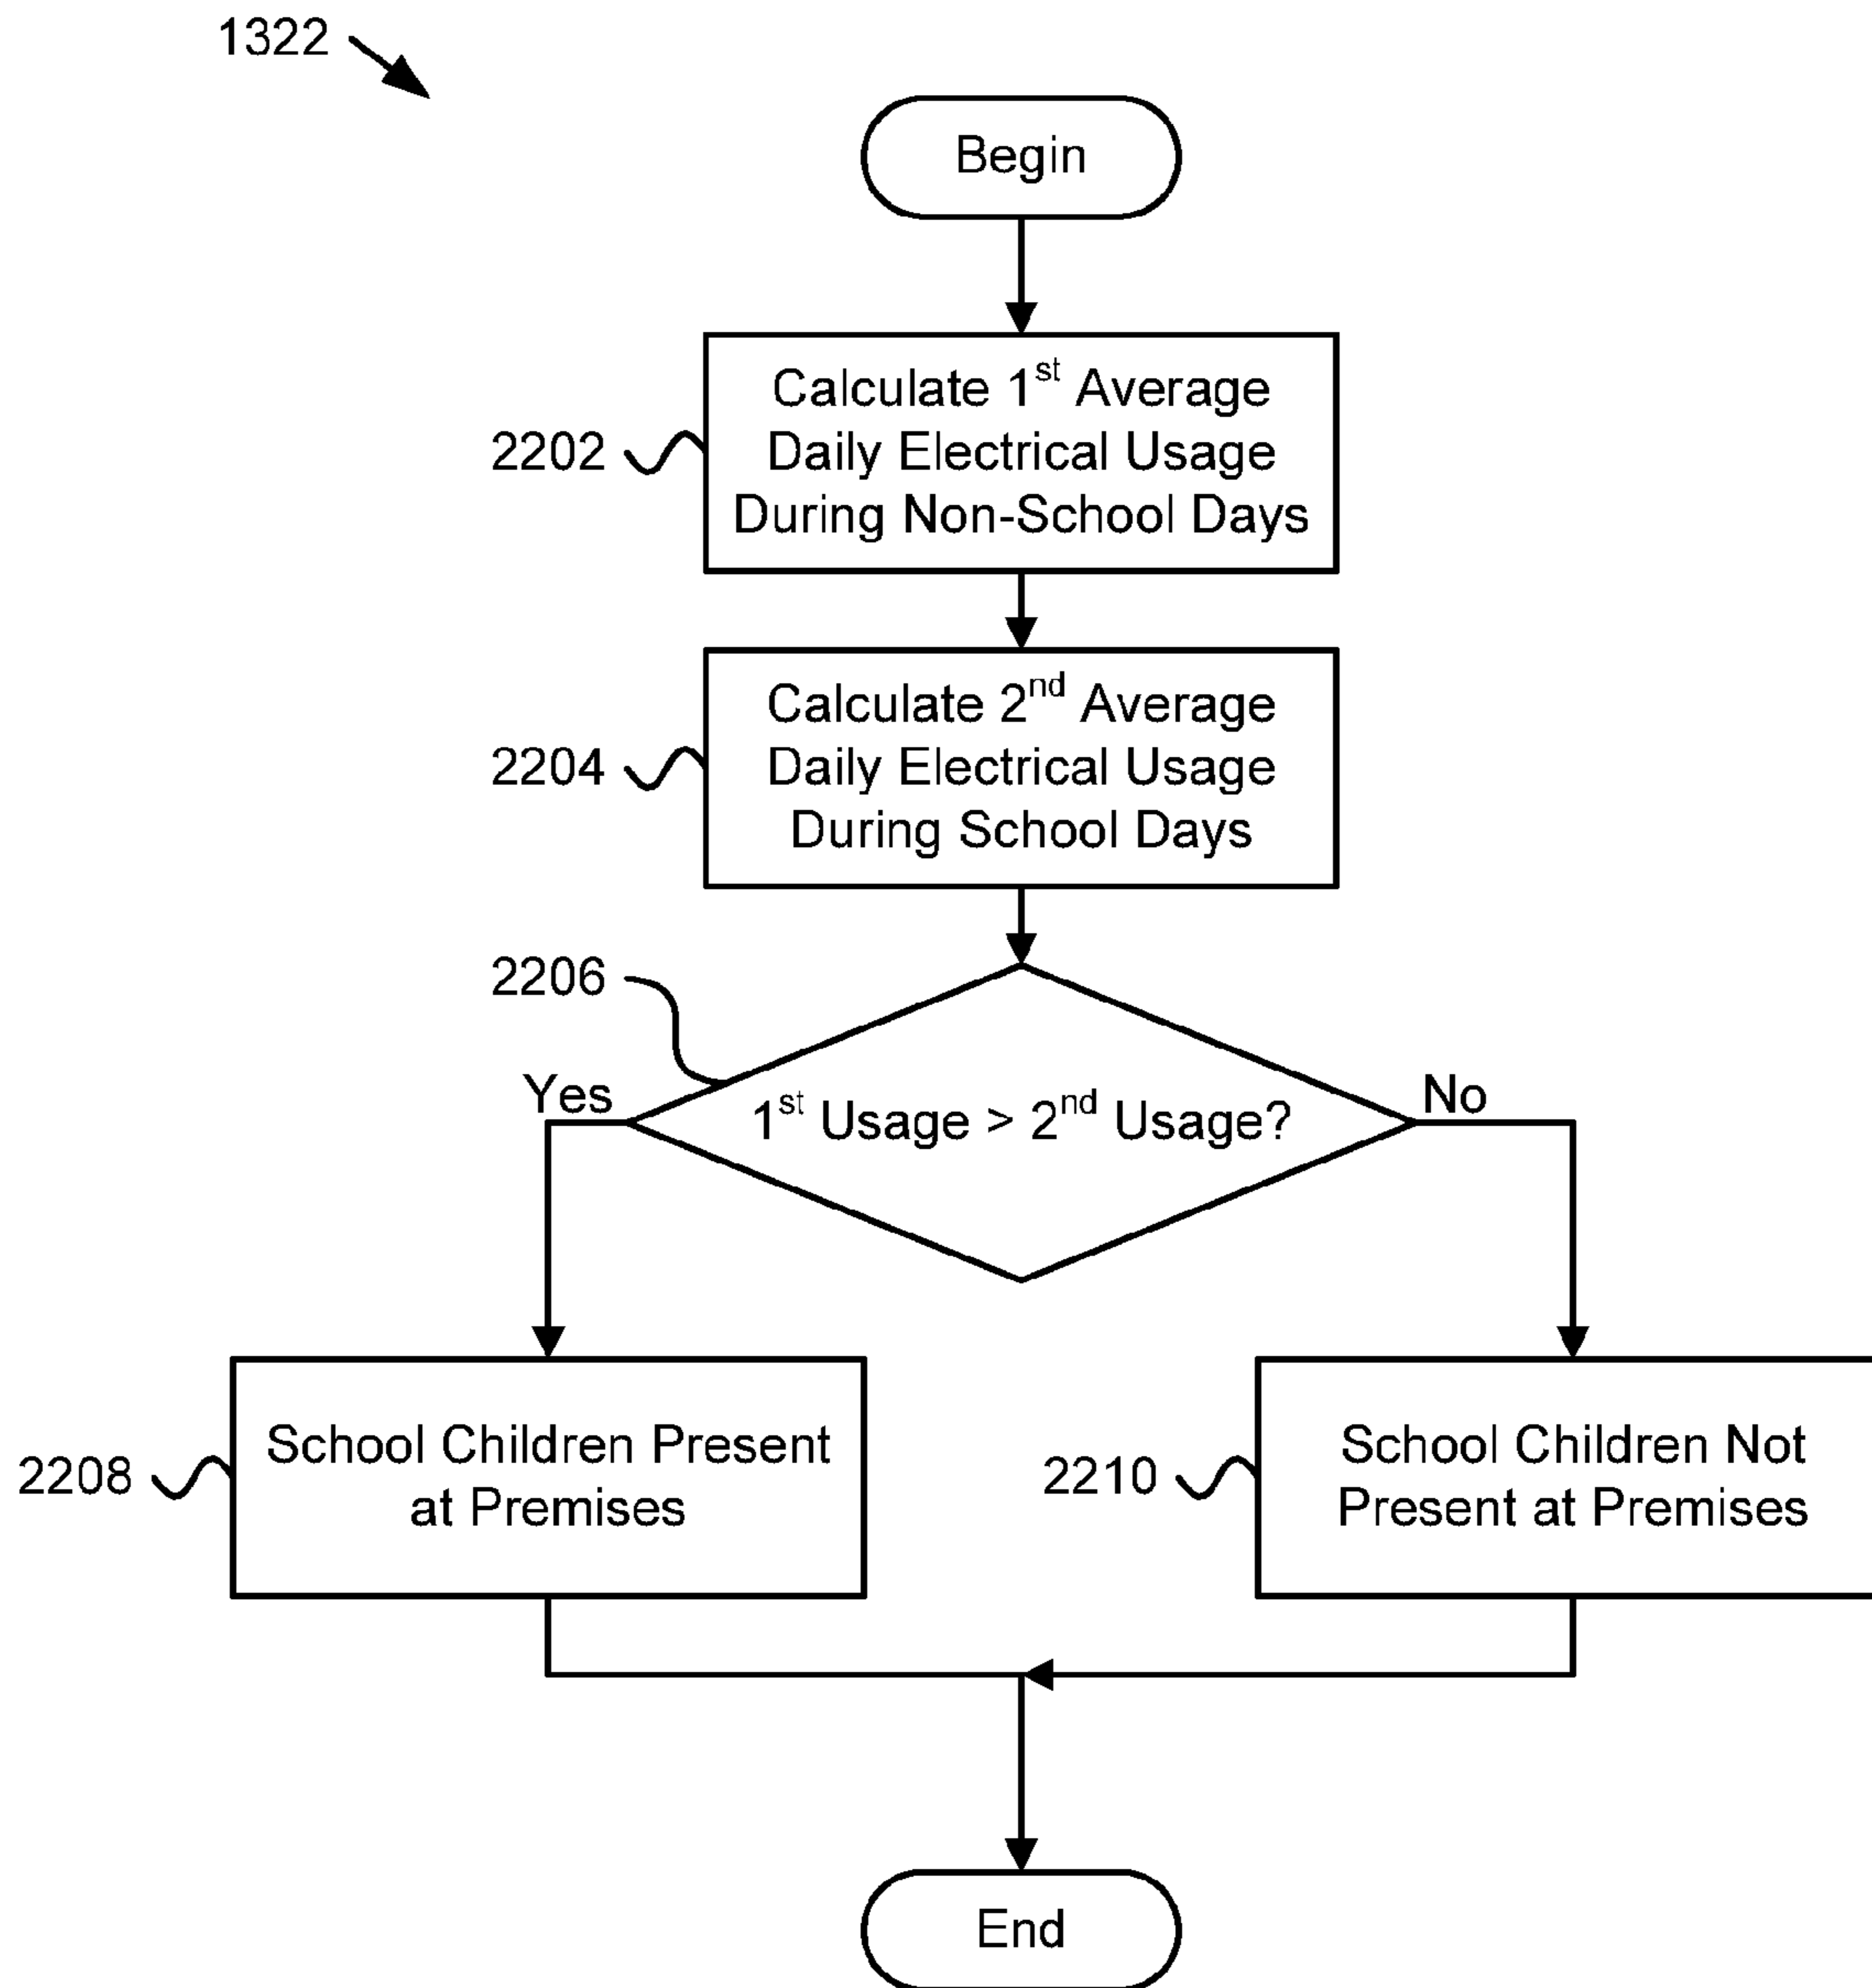 1322
Begin
Calculate 1st Average
Daily Electrical Usage
During Non-School Days
2202
Calculate 2nd Average
Daily Electrical Usage
During School Days
2204
2206
Yes
1st Usage > 2nd Usage?
No
School Children Present
at Premises
2208
School Children Not
Present at Premises
2210
End